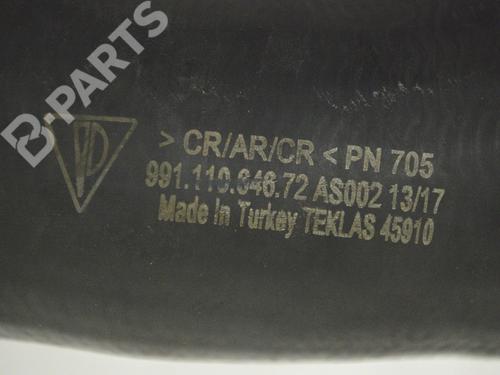 B-PARTS
> CR/AR/CR < PN 705
991.110.646.72 AS002 13/17
Made In Turkey TEKLAS 45910